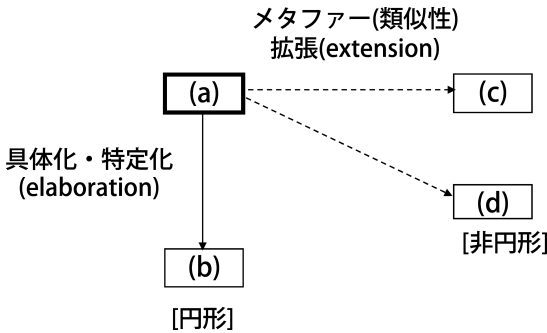 メタファー(類似性)
拡張(extension)
(a)
(c)
具体化・特定化
(elaboration)
(d)
[非円形]
(b)
[円形]